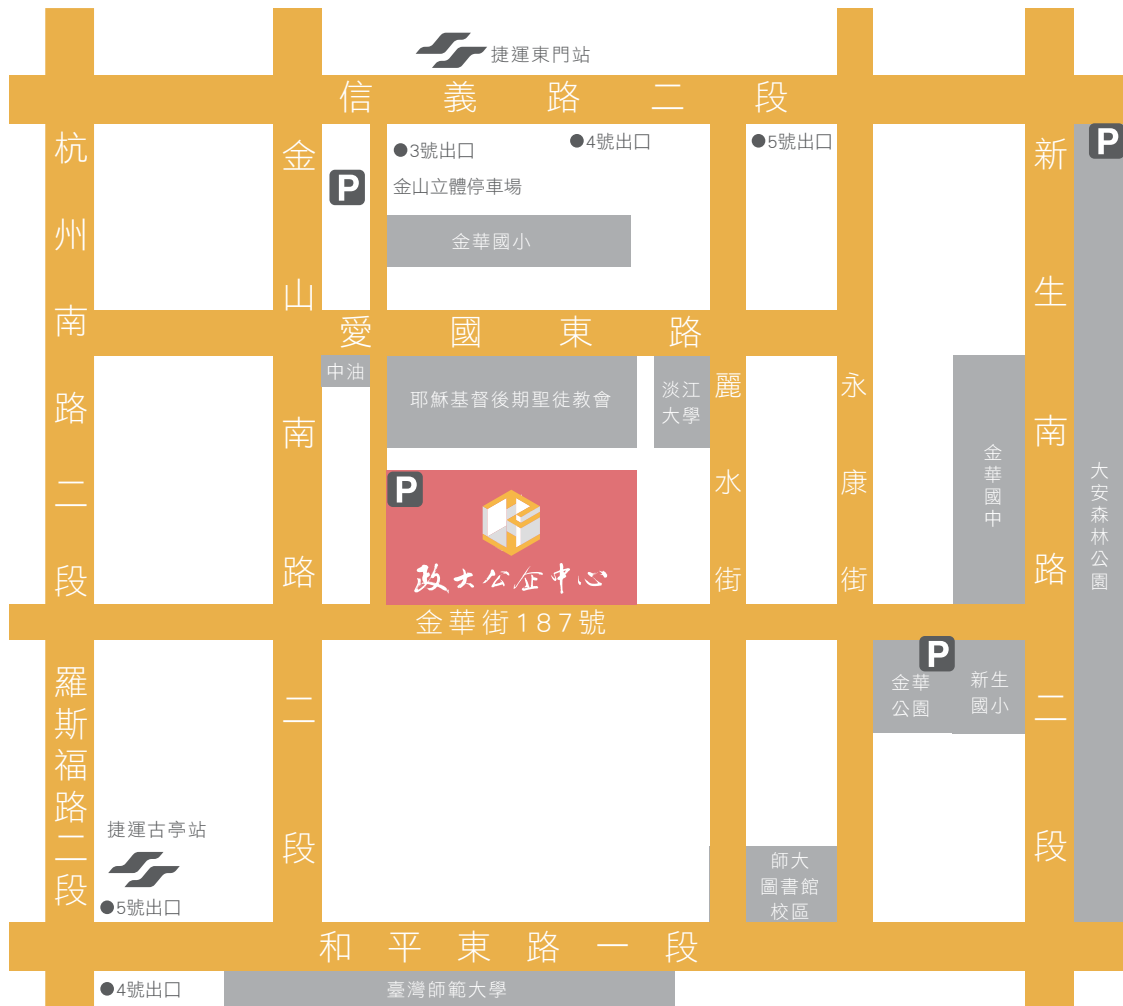 捷運東門站
信義路二段
●3號出口
●4號出口
●5號出口
P
P
金山立體停車場
金華國小
杭州南路二段
金山南路二段
新生南路二段
愛國東路
中油
耶穌基督後期聖徒教會
淡江
大學
麗水街
永康街
金華國中
大安森林公園
P
政大公企中心
金華街187號
P
金華
公園
新生
國小
羅斯福路二段
捷運古亭站
●5號出口
師大
圖書館
校區
和平東路一段
●4號出口
臺灣師範大學